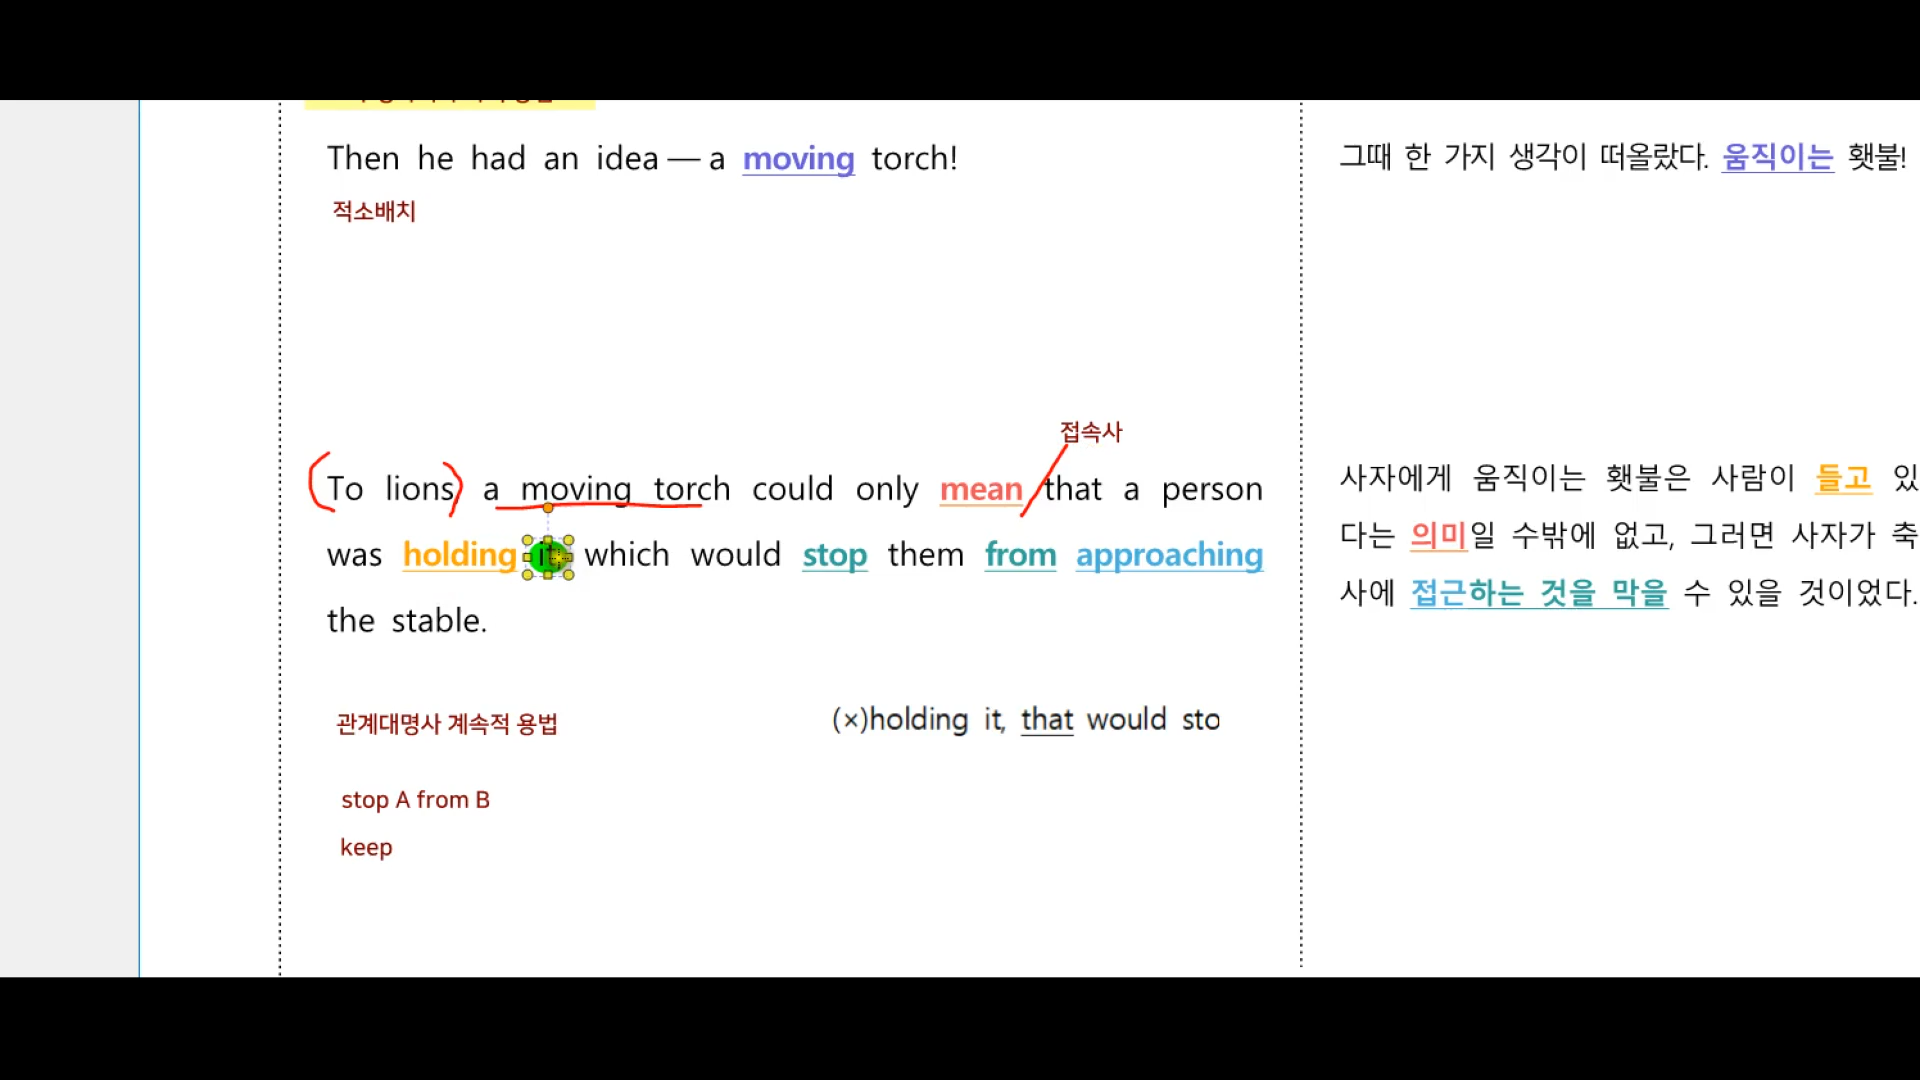 Then he had an idea — a moving torch!
그때 한 가지 생각이 떠올랐다. 움직이는 횃불!
적소배치
접속사
To lions, a moving torch could only mean that a person
was holding it, which would stop them from approaching
the stable.
사자에게 움직이는 횃불은 사람이 들고 있
다는 의미일 수밖에 없고, 그러면 사자가 축
사에 접근하는 것을 막을 수 있을 것이었다.
관계대명사 계속적 용법
(×)holding it, that would sto
stop A from B
keep